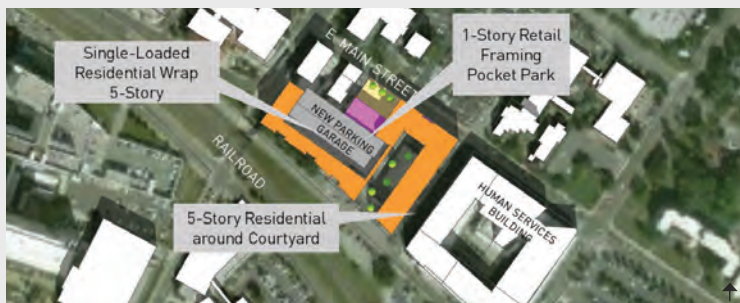 Single-Loaded
Residential Wrap
5-Story
1-Story Retail
Framing
Pocket Park
E. MAIN STREET
NEW PARKING
GARAGE
RAILROAD
5-Story Residential
around Courtyard
HUMAN SERVICES
BUILDING